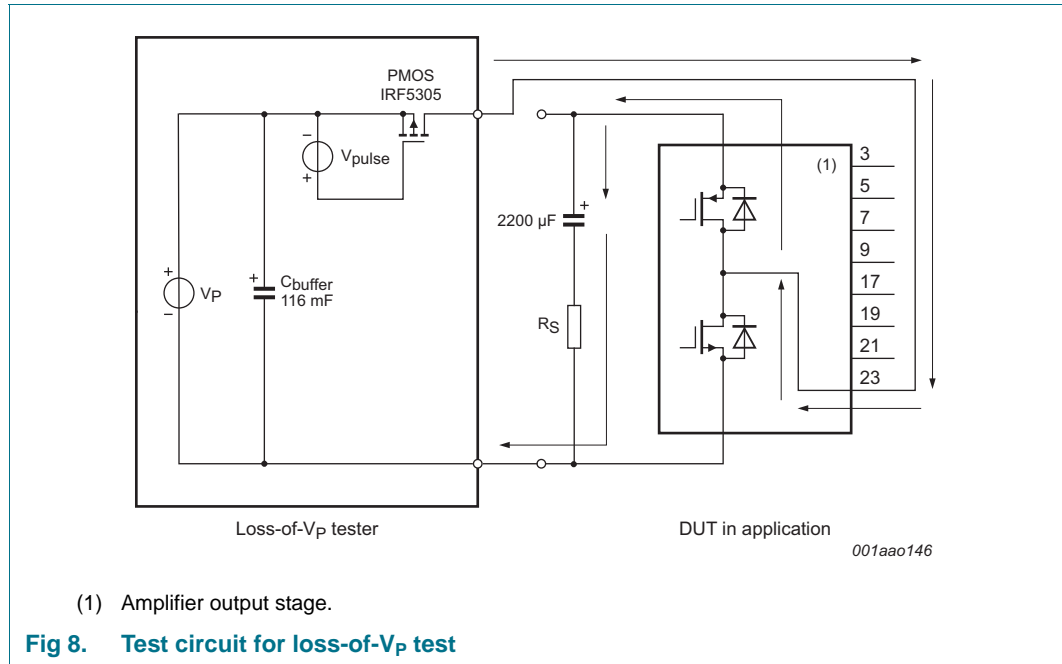 PMOS
IRF5305
−
Vpulse
+
+
VP
−
+
Cbuffer
116 mF
+
2200 μF
RS
(1)
3
5
7
9
17
19
21
23
Loss-of-VP tester
DUT in application
001aao146
(1) Amplifier output stage.
Fig 8. Test circuit for loss-of-VP test